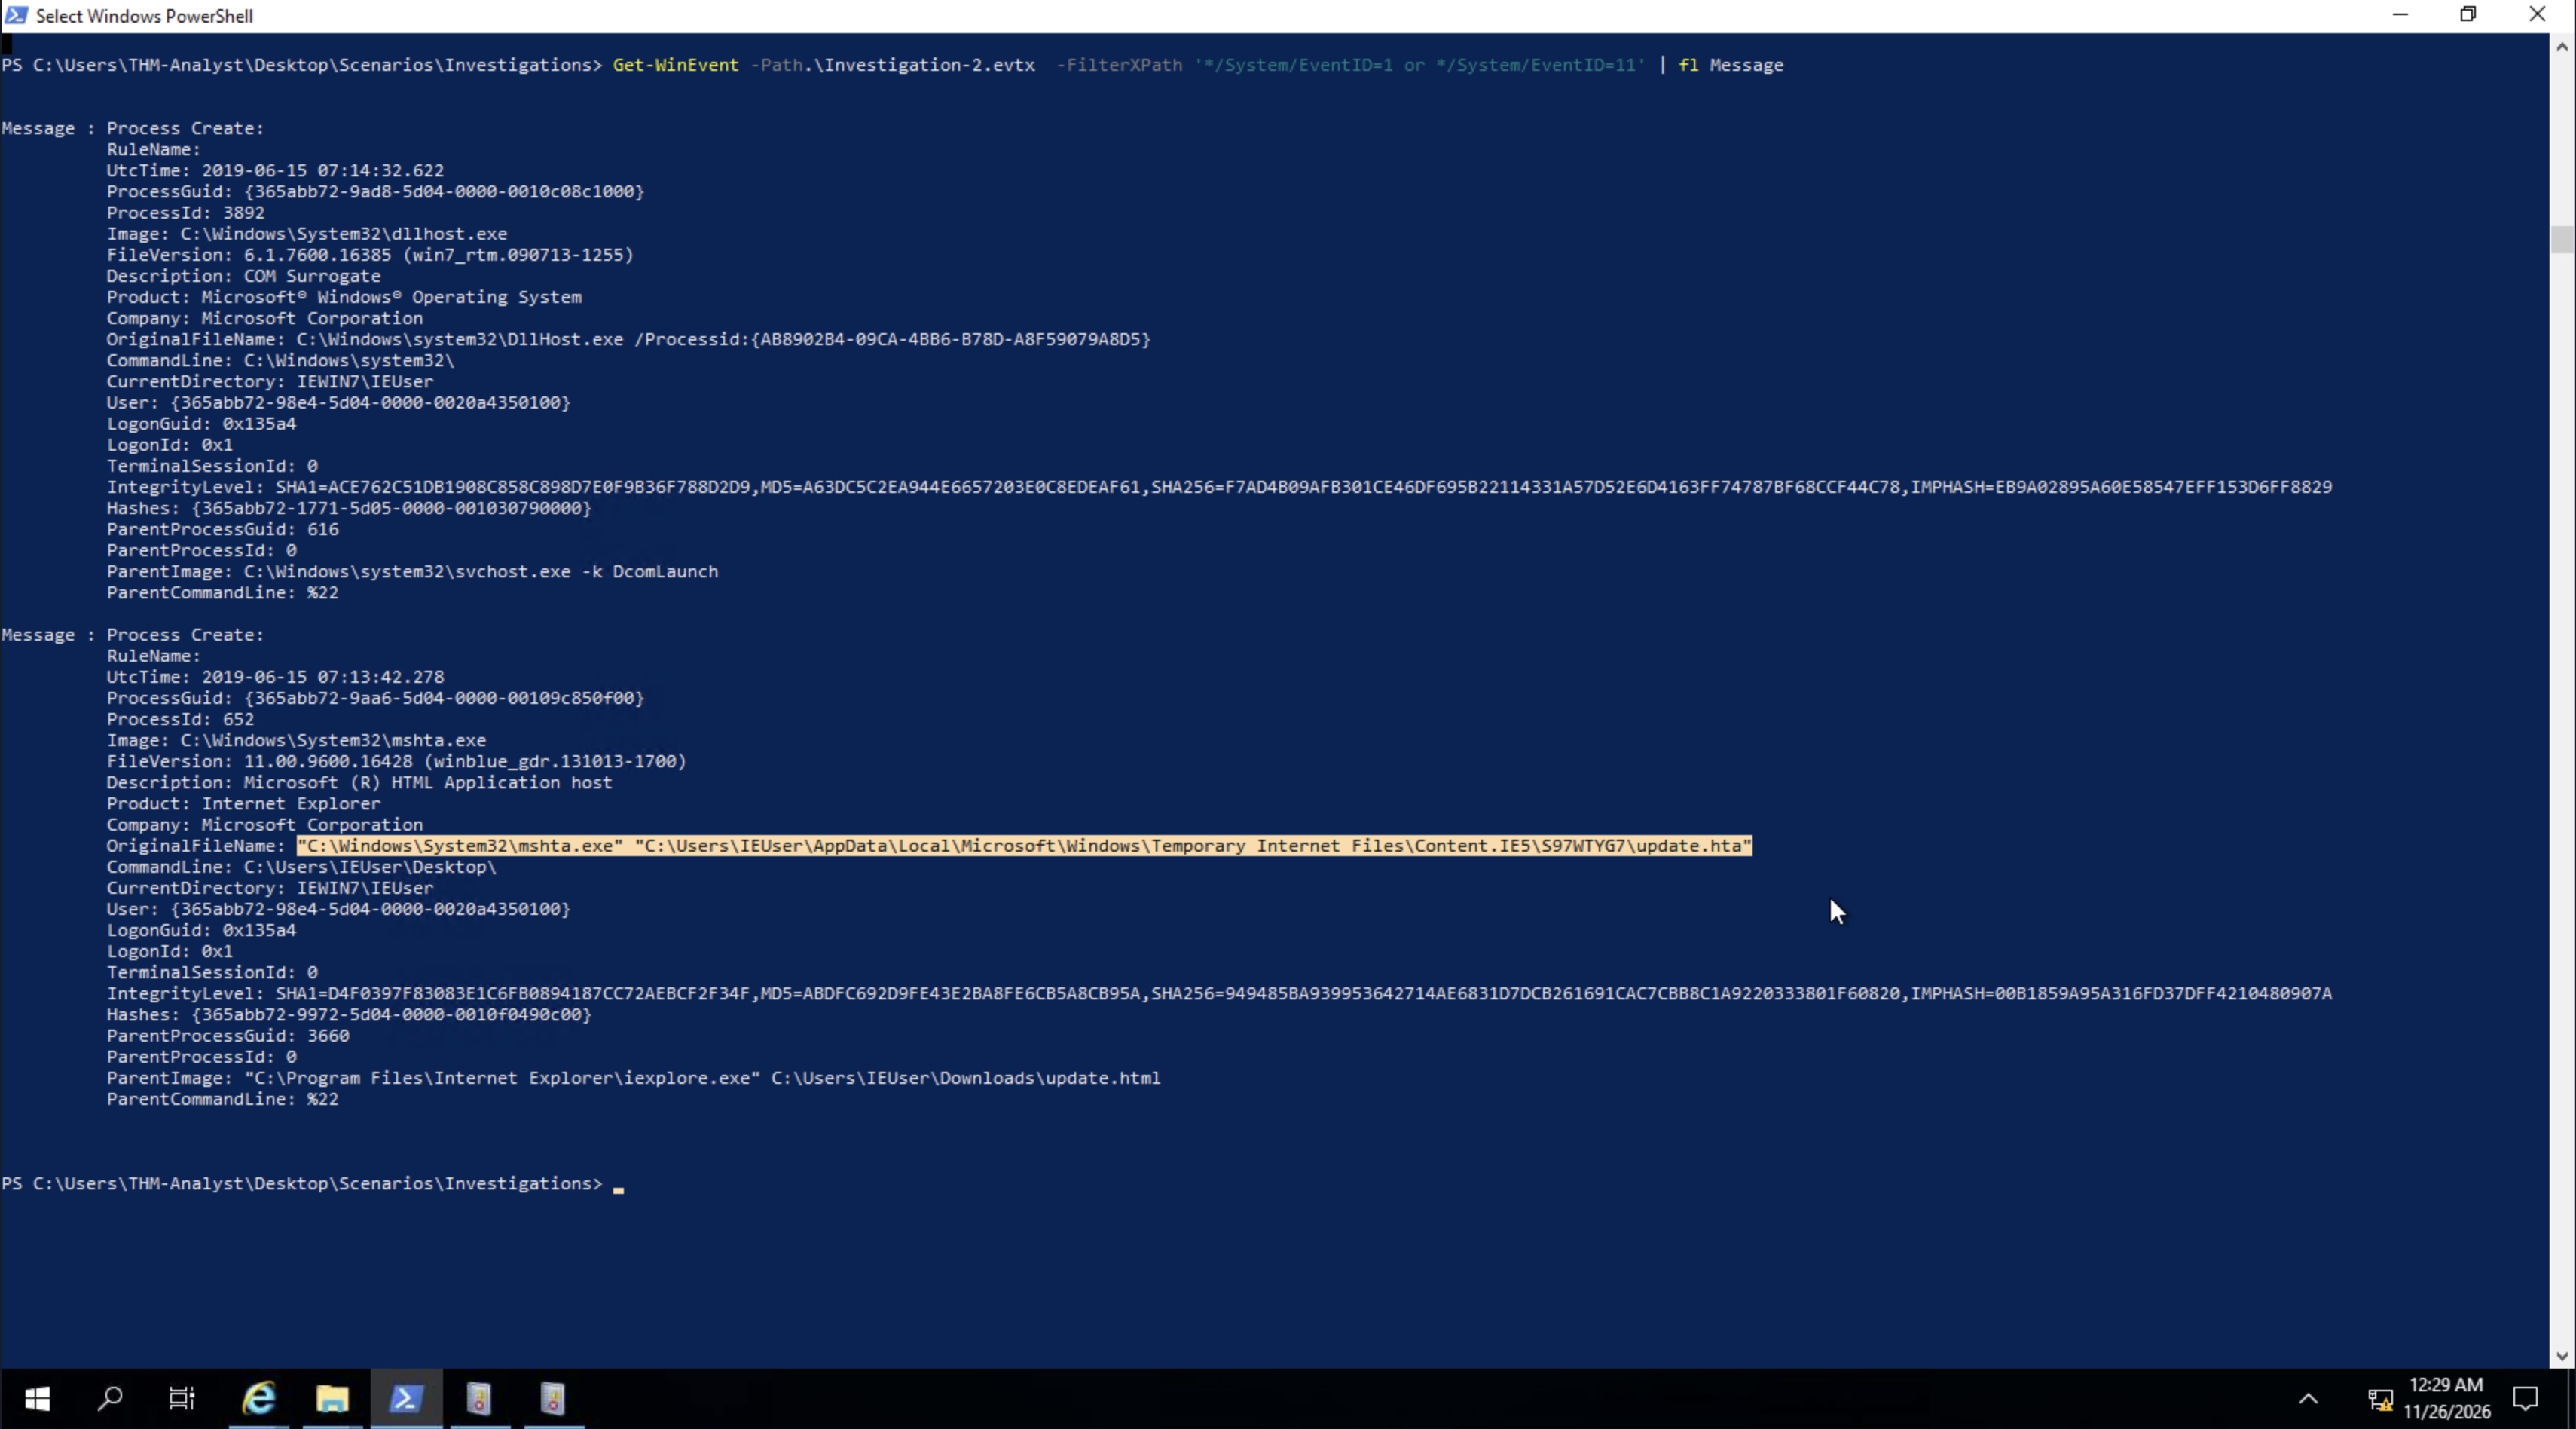 Select Windows PowerShell
PS C:\Users\THM-Analyst\Desktop\Scenarios\Investigations> Get-WinEvent -Path.\Investigation-2.evtx  -FilterXPath '*/System/EventID=1 or */System/EventID=11' | fl Message
Message : Process Create:
RuleName:
UtcTime: 2019-06-15 07:14:32.622
ProcessGuid: {365abb72-9ad8-5d04-0000-0010c08c1000}
ProcessId: 3892
Image: C:\Windows\System32\dllhost.exe
FileVersion: 6.1.7600.16385 (win7_rtm.090713-1255)
Description: COM Surrogate
Product: Microsoft® Windows® Operating System
Company: Microsoft Corporation
OriginalFileName: C:\Windows\system32\DllHost.exe /Processid:{AB8902B4-09CA-4BB6-B78D-A8F59079A8D5}
CommandLine: C:\Windows\system32\
CurrentDirectory: IEWIN7\IEUser
User: {365abb72-98e4-5d04-0000-0020a4350100}
LogonGuid: 0x135a4
LogonId: 0x1
TerminalSessionId: 0
IntegrityLevel: SHA1=ACE762C51DB1908C858C898D7E0F9B36F788D2D9,MD5=A63DC5C2EA944E6657203E0C8EDEAF61,SHA256=F7AD4B09AFB301CE46DF695B22114331A57D52E6D4163FF74787BF68CCF44C78,IMPHASH=EB9A02895A60E58547EFF153D6FF8829
Hashes: {365abb72-1771-5d05-0000-001030790000}
ParentProcessGuid: 616
ParentProcessId: 0
ParentImage: C:\Windows\system32\svchost.exe -k DcomLaunch
ParentCommandLine: %22
Message : Process Create:
RuleName:
UtcTime: 2019-06-15 07:13:42.278
ProcessGuid: {365abb72-9aa6-5d04-0000-00109c850f00}
ProcessId: 652
Image: C:\Windows\System32\mshta.exe
FileVersion: 11.00.9600.16428 (winblue_gdr.131013-1700)
Description: Microsoft (R) HTML Application host
Product: Internet Explorer
Company: Microsoft Corporation
OriginalFileName: "C:\Windows\System32\mshta.exe" "C:\Users\IEUser\AppData\Local\Microsoft\Windows\Temporary Internet Files\Content.IE5\S97WTYG7\update.hta"
CommandLine: C:\Users\IEUser\Desktop\
CurrentDirectory: IEWIN7\IEUser
User: {365abb72-98e4-5d04-0000-0020a4350100}
LogonGuid: 0x135a4
LogonId: 0x1
TerminalSessionId: 0
IntegrityLevel: SHA1=D4F0397F83083E1C6FB0894187CC72AEBCF2F34F,MD5=ABDFC692D9FE43E2BA8FE6CB5A8CB95A,SHA256=949485BA939953642714AE6831D7DCB261691CAC7CBB8C1A9220333801F60820,IMPHASH=00B1859A95A316FD37DFF4210480907A
Hashes: {365abb72-9972-5d04-0000-0010f0490c00}
ParentProcessGuid: 3660
ParentProcessId: 0
ParentImage: "C:\Program Files\Internet Explorer\iexplore.exe" C:\Users\IEUser\Downloads\update.html
ParentCommandLine: %22
PS C:\Users\THM-Analyst\Desktop\Scenarios\Investigations>
12:29 AM
11/26/2026